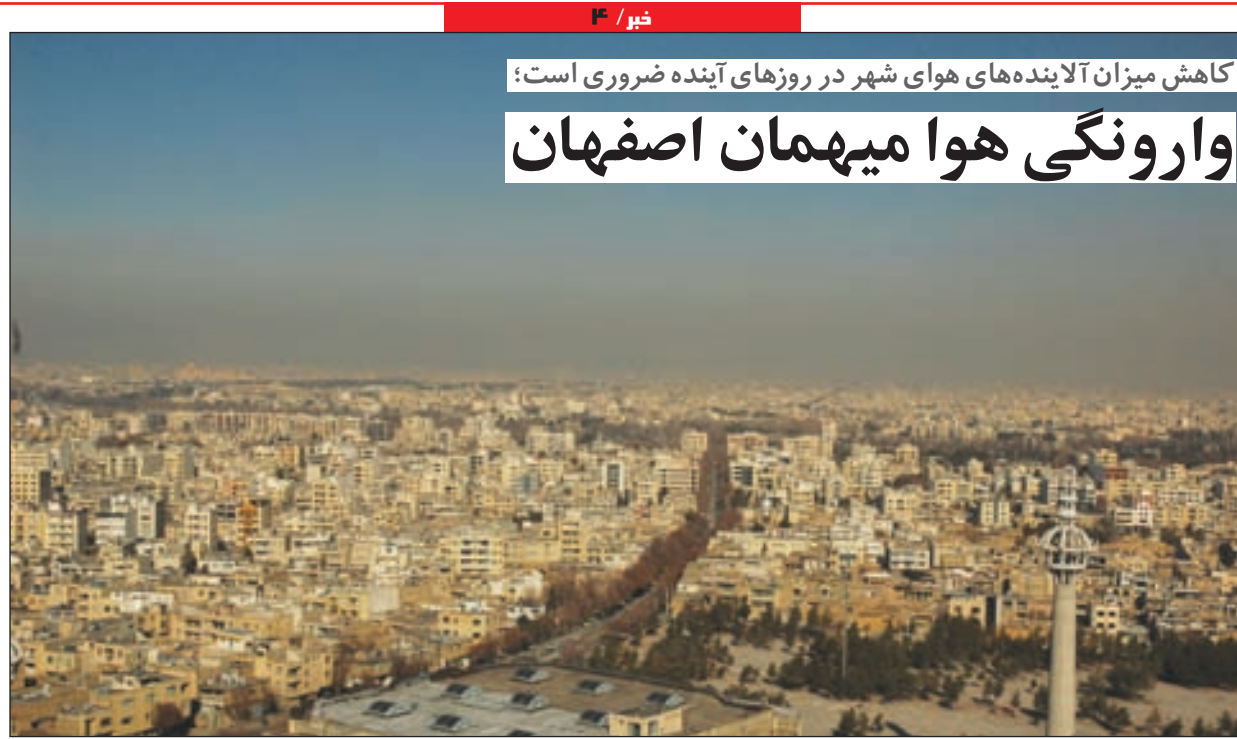 خبر / ۴
کاهش میزان آلاینده‌های هوای شهر در روزهای آینده ضروری است؛
وارونگی هوا میهمان اصفهان